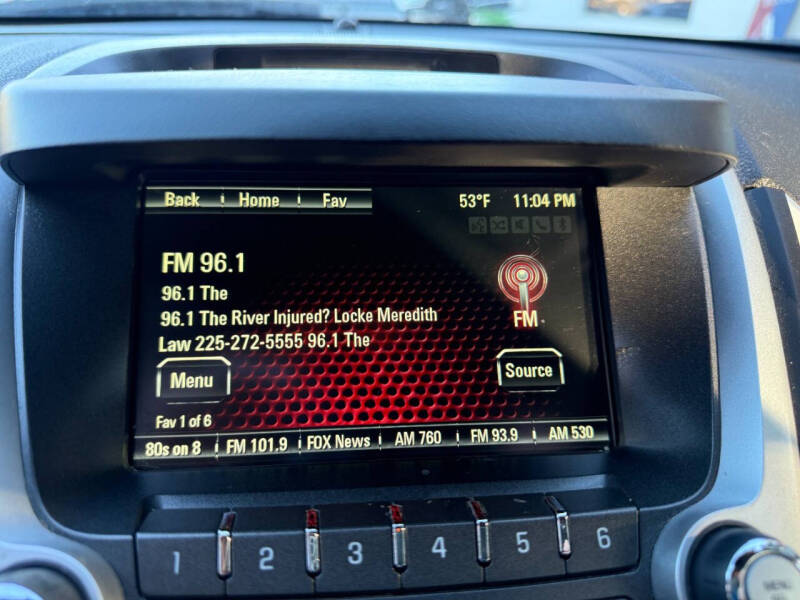 Back Home Fav 53°F 11:04 PM
FM 96.1
96.1 The
96.1 The River Injured? Locke Meredith
Law 225-272-5555 96.1 The
FM
Menu
Source
Fav 1 of 6
80s on 8 FM 101.9 FOX News AM 760 FM 93.9 AM 530
1 2 3 4 5 6
MENU